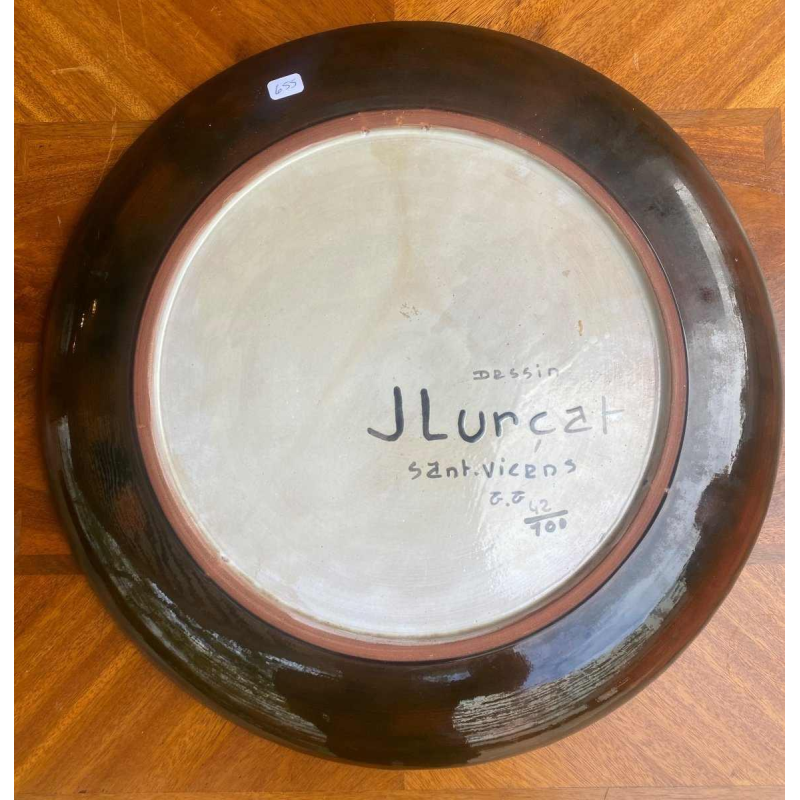 655
Dessin
JLurçat
sant.vicens
G.G
42
100